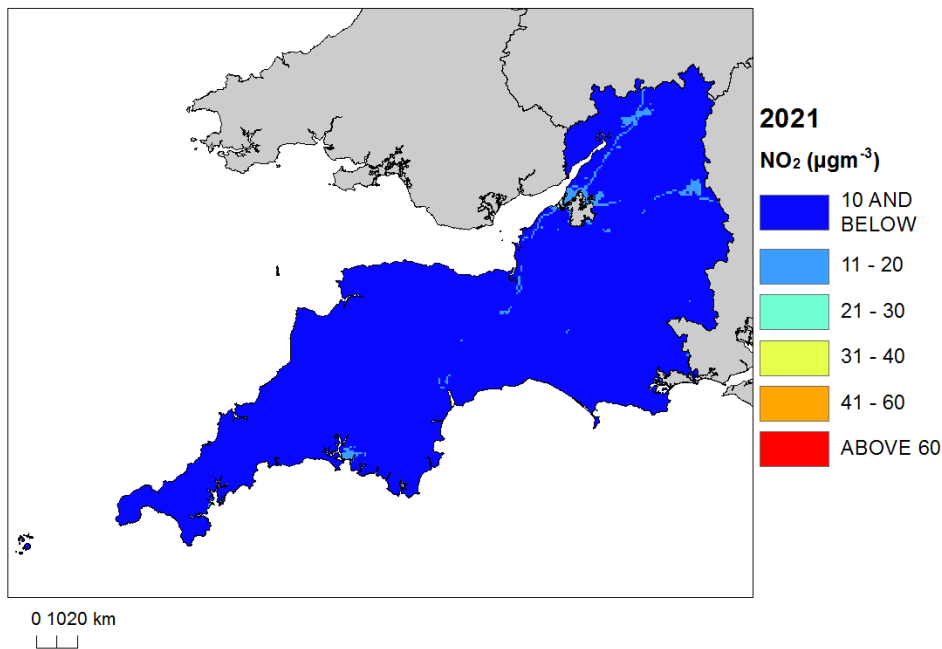 2021
NO₂ (µgm⁻³)
10 AND
BELOW
11 - 20
21 - 30
31 - 40
41 - 60
ABOVE 60
0 1020 km